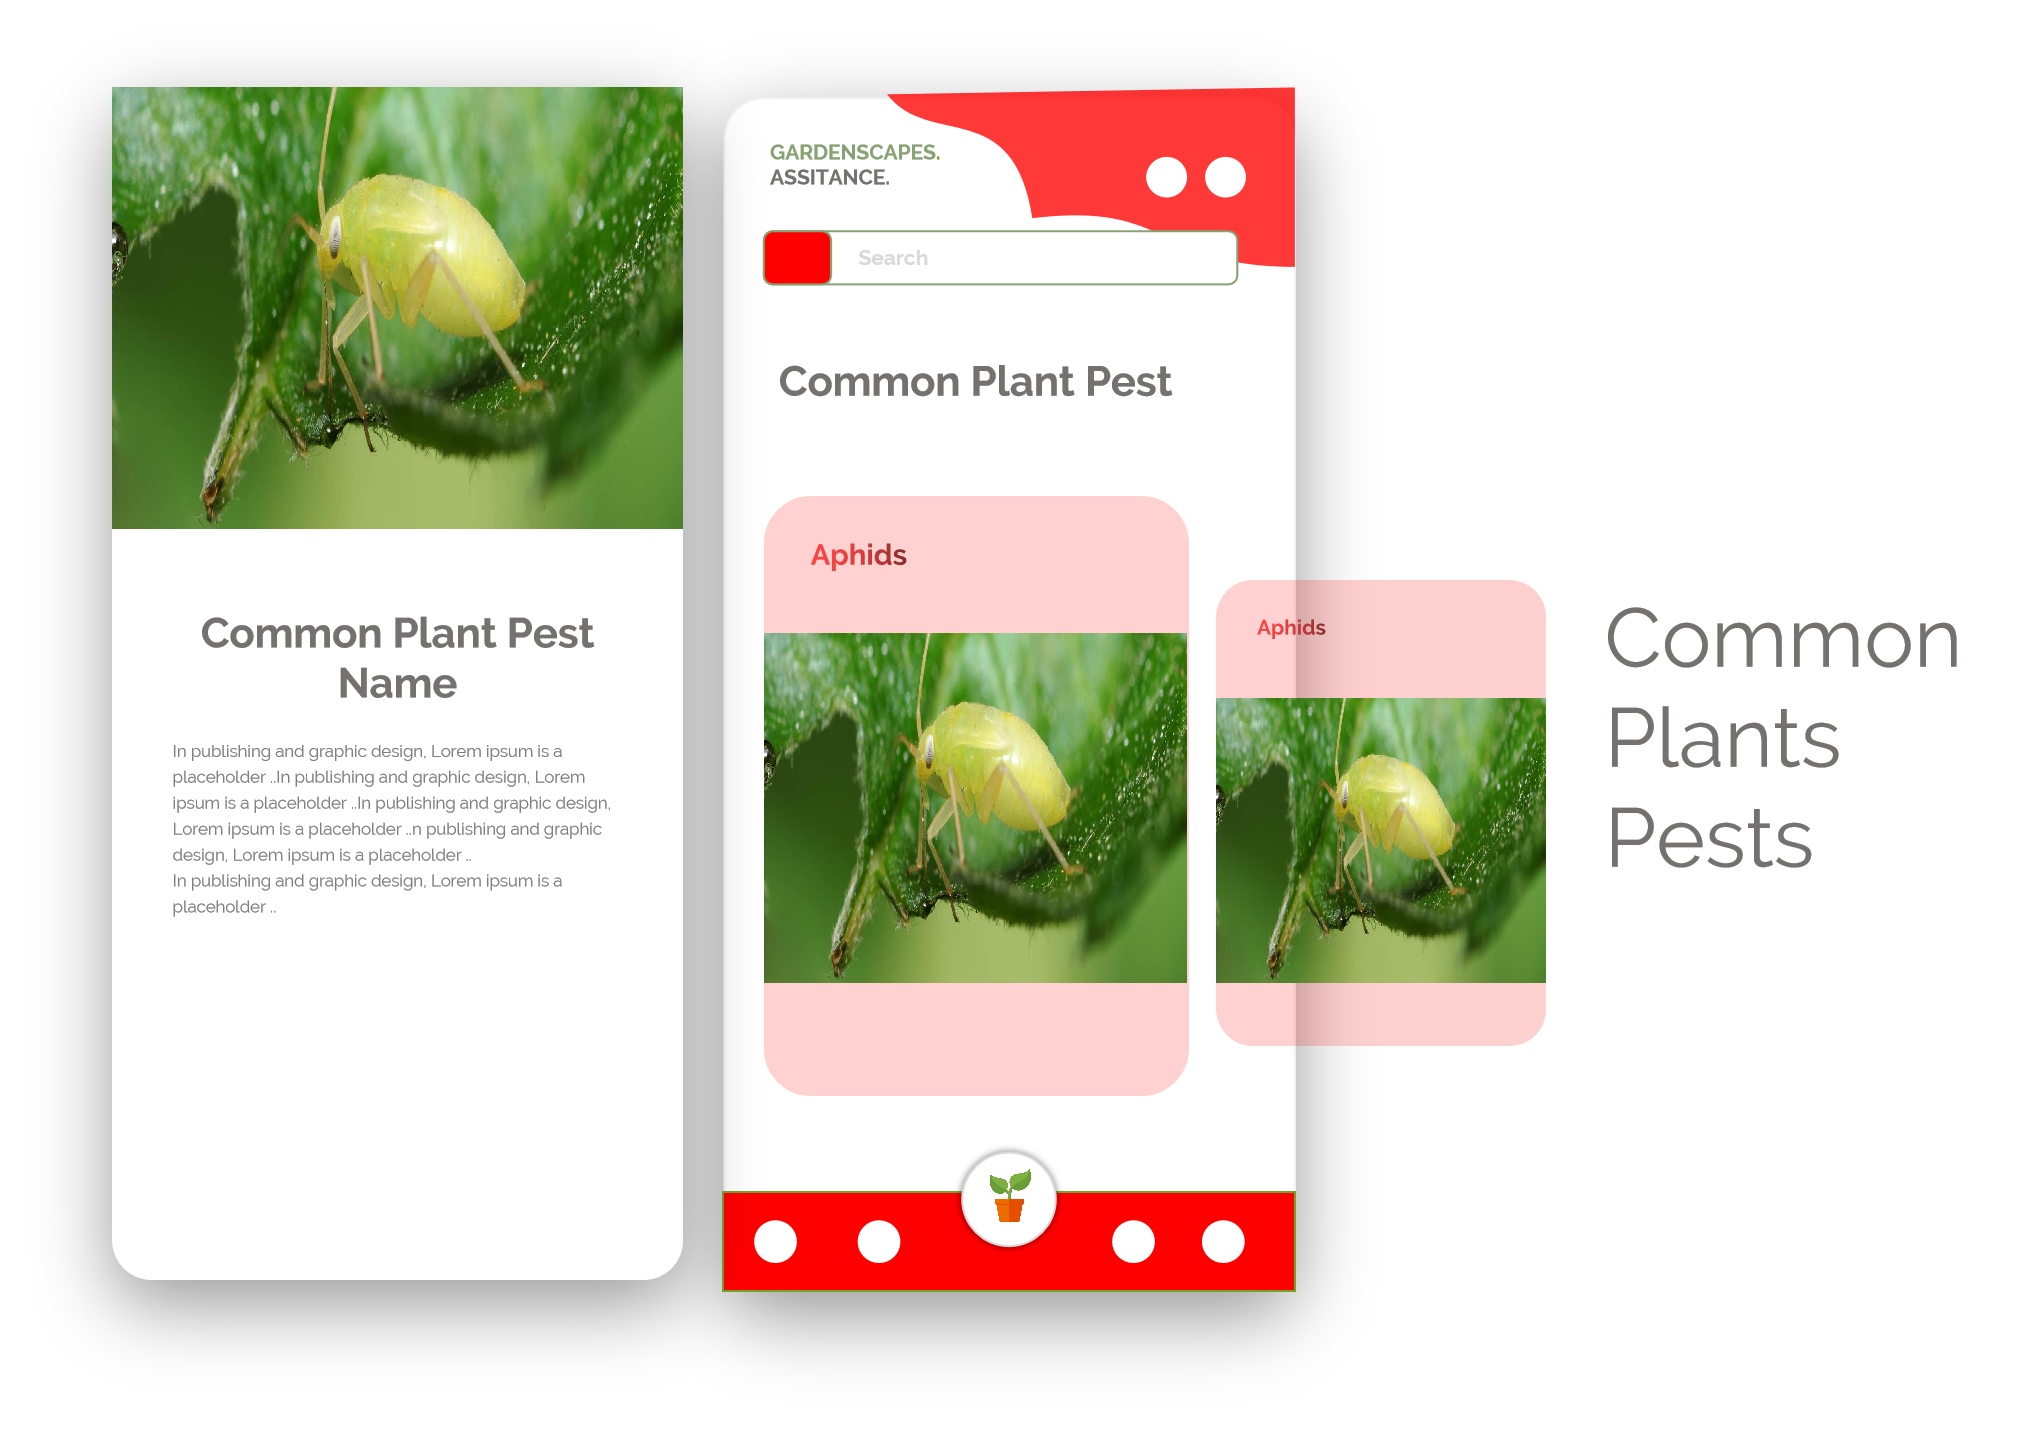 Common Plant Pest
Name
In publishing and graphic design, Lorem ipsum is a
placeholder ..In publishing and graphic design, Lorem
ipsum is a placeholder ..In publishing and graphic design,
Lorem ipsum is a placeholder ..n publishing and graphic
design, Lorem ipsum is a placeholder ..
In publishing and graphic design, Lorem ipsum is a
placeholder ..
GARDENSCAPES.
ASSITANCE.
Search
Common Plant Pest
Aphids
Aphids
Common
Plants
Pests